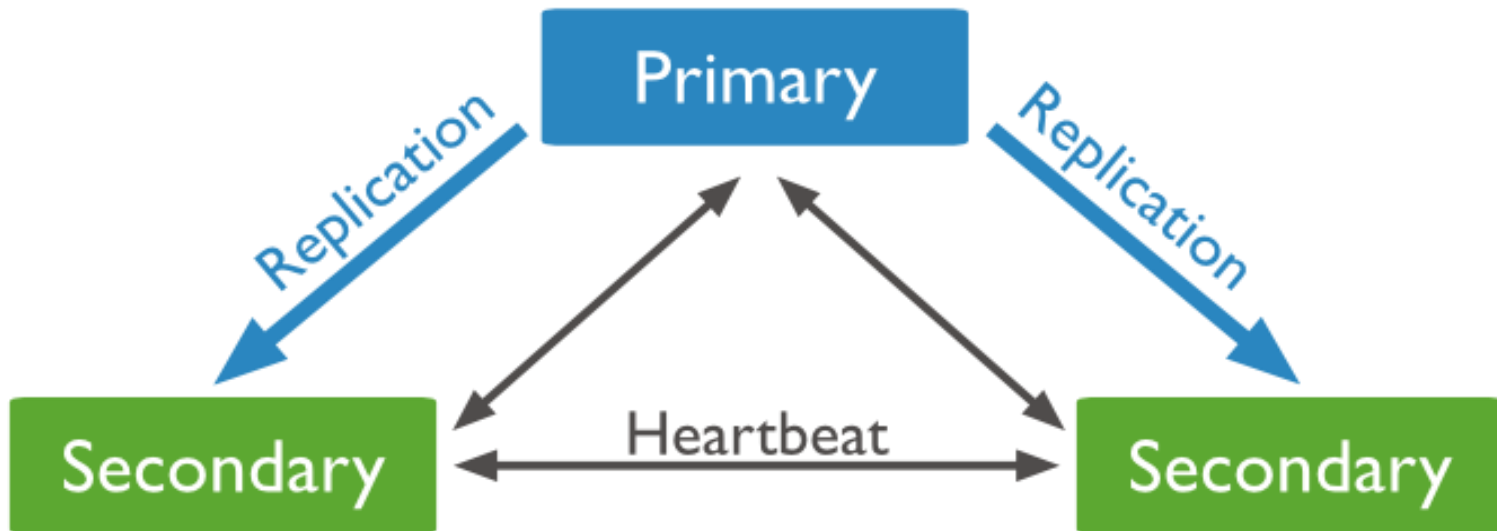 Primary
Replication
Replication
Heartbeat
Secondary
Secondary